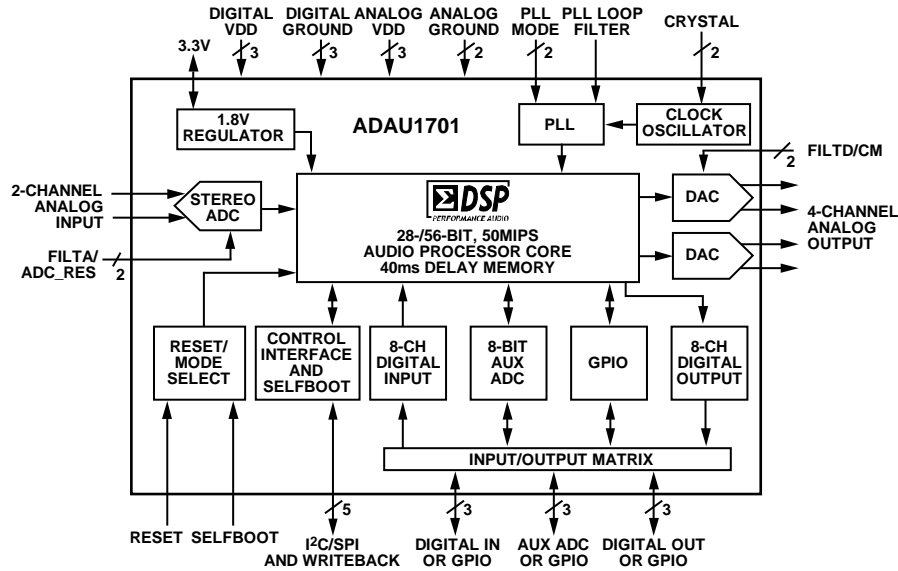 DIGITAL VDD
DIGITAL GROUND
ANALOG VDD
ANALOG GROUND
PLL MODE
PLL LOOP FILTER
CRYSTAL
3.3V
3
3
3
2
2
2
1.8V
REGULATOR
ADAU1701
PLL
CLOCK
OSCILLATOR
2
FILTD/CM
2-CHANNEL
ANALOG
INPUT
STEREO
ADC
DSP
PERFORMANCE AUDIO
28-/56-BIT, 50MIPS
AUDIO PROCESSOR CORE
40ms DELAY MEMORY
DAC
DAC
4-CHANNEL
ANALOG
OUTPUT
FILTA/
ADC_RES
2
RESET/
MODE
SELECT
CONTROL
INTERFACE
AND
SELFBOOT
8-CH
DIGITAL
INPUT
8-BIT
AUX
ADC
GPIO
8-CH
DIGITAL
OUTPUT
INPUT/OUTPUT MATRIX
5
3
3
3
RESET
SELFBOOT
I²C/SPI
AND WRITEBACK
DIGITAL IN
OR GPIO
AUX ADC
OR GPIO
DIGITAL OUT
OR GPIO